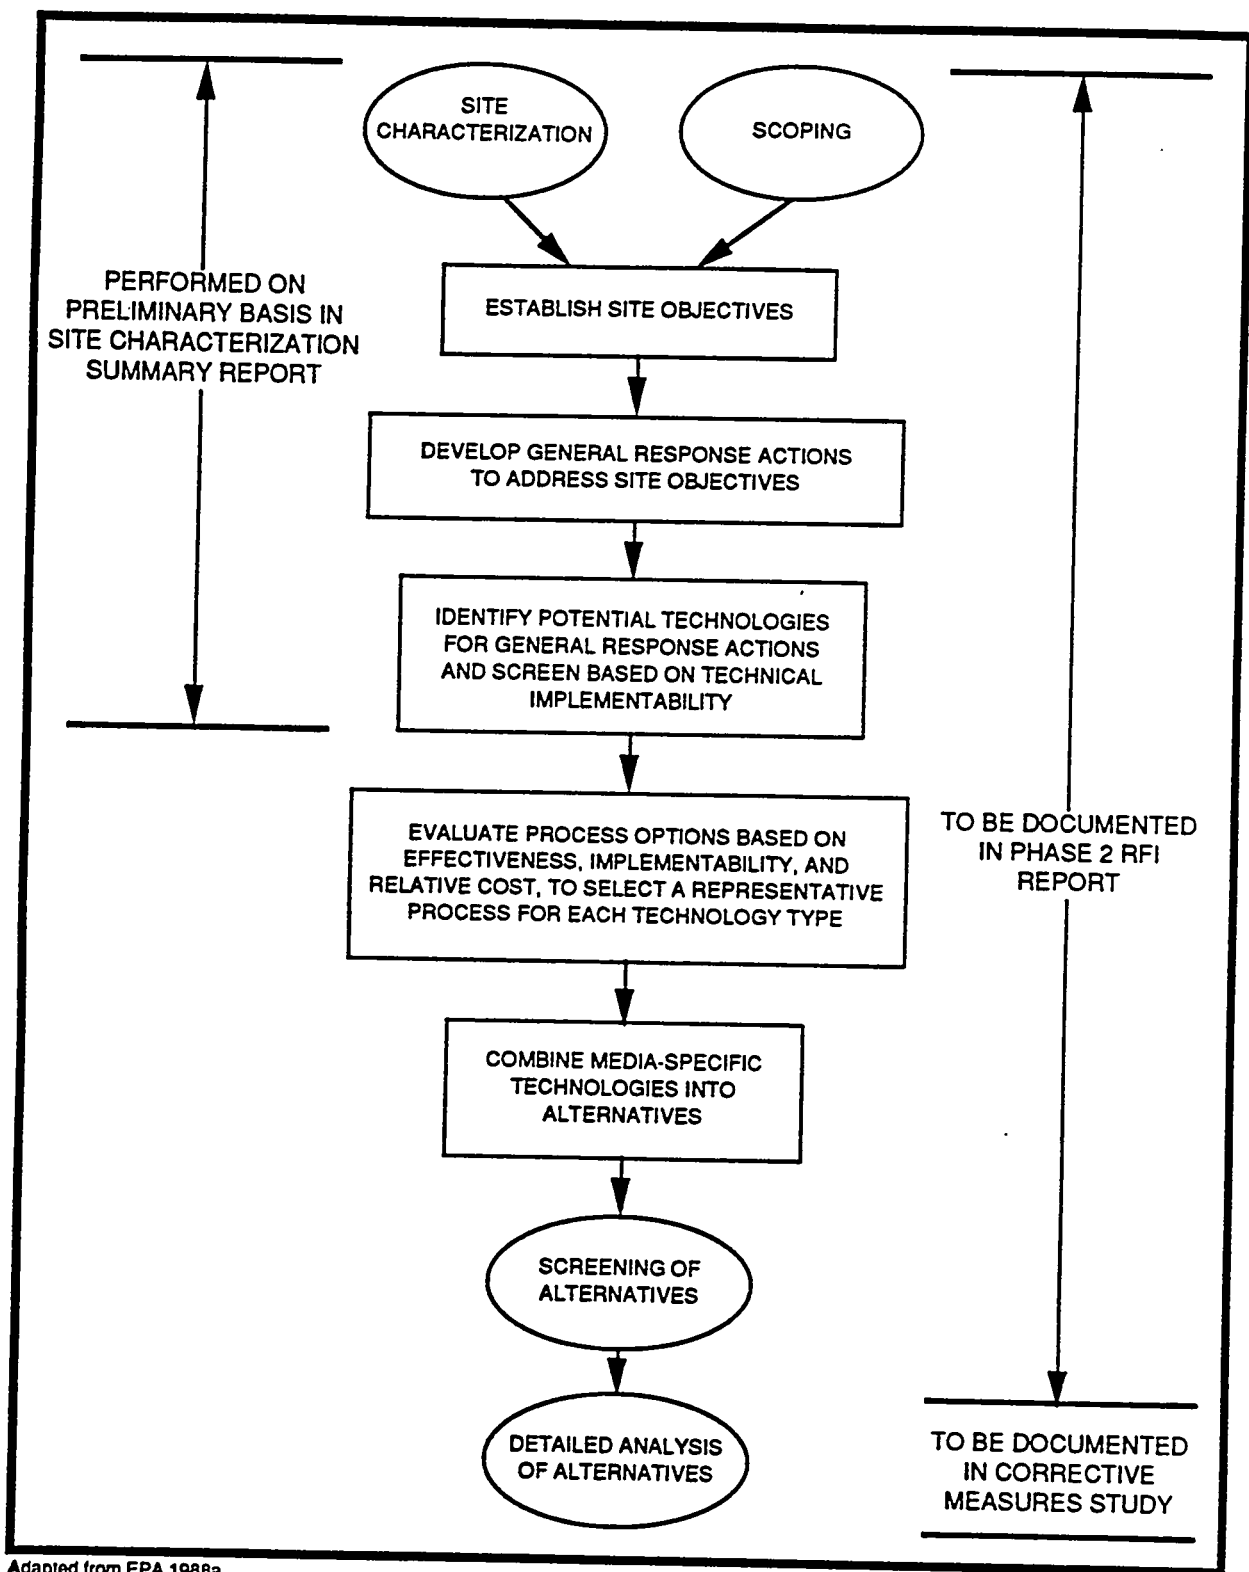 SITE
CHARACTERIZATION
SCOPING
PERFORMED ON
PRELIMINARY BASIS IN
SITE CHARACTERIZATION
SUMMARY REPORT
ESTABLISH SITE OBJECTIVES
DEVELOP GENERAL RESPONSE ACTIONS
TO ADDRESS SITE OBJECTIVES
IDENTIFY POTENTIAL TECHNOLOGIES
FOR GENERAL RESPONSE ACTIONS
AND SCREEN BASED ON TECHNICAL
IMPLEMENTABILITY
EVALUATE PROCESS OPTIONS BASED ON
EFFECTIVENESS, IMPLEMENTABILITY, AND
RELATIVE COST, TO SELECT A REPRESENTATIVE
PROCESS FOR EACH TECHNOLOGY TYPE
TO BE DOCUMENTED
IN PHASE 2 RFI
REPORT
COMBINE MEDIA-SPECIFIC
TECHNOLOGIES INTO
ALTERNATIVES
SCREENING OF
ALTERNATIVES
DETAILED ANALYSIS
OF ALTERNATIVES
TO BE DOCUMENTED
IN CORRECTIVE
MEASURES STUDY
Adapted from EPA 1988a